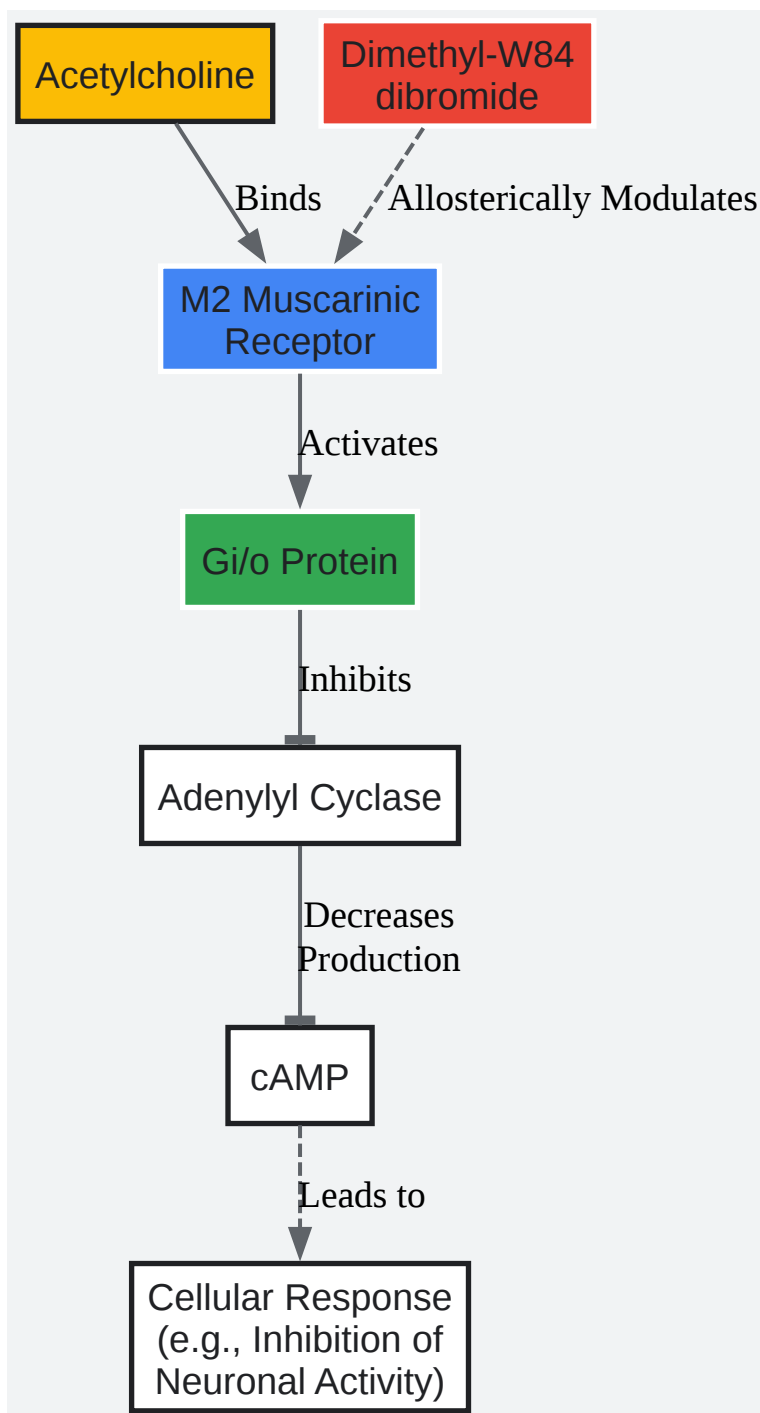 Acetylcholine
Dimethyl-W84
dibromide
Binds
Allosterically Modulates
M2 Muscarinic
Receptor
Activates
Gi/o Protein
Inhibits
Adenylyl Cyclase
Decreases
Production
cAMP
Leads to
Cellular Response
(e.g., Inhibition of
Neuronal Activity)